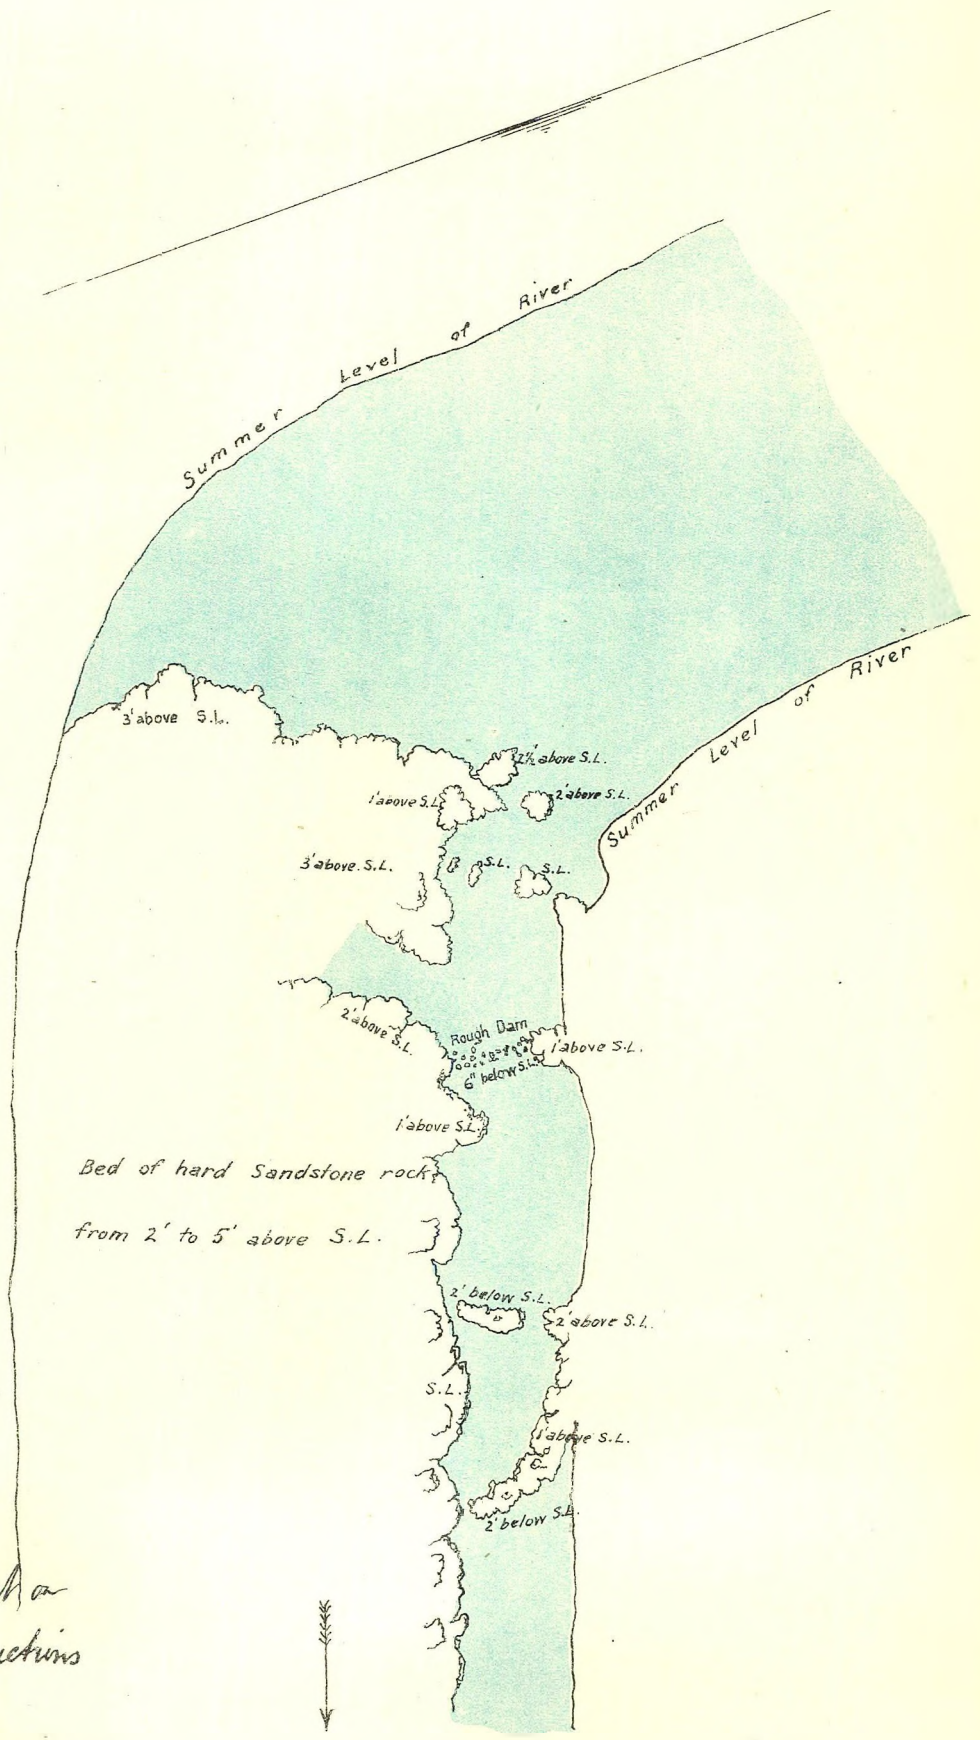 Summer Level of River
Summer Level of River
3' above S.L.
2½' above S.L.
1' above S.L.
2' above S.L.
3' above. S.L.
S.L.
S.L.
2' above S.L.
Rough Dam
6" below S.L.
1' above S.L.
1' above S.L.
Bed of hard Sandstone rock
from 2' to 5' above S.L.
2' below S.L.
2' above S.L.
S.L.
1' above S.L.
2' below S.L.